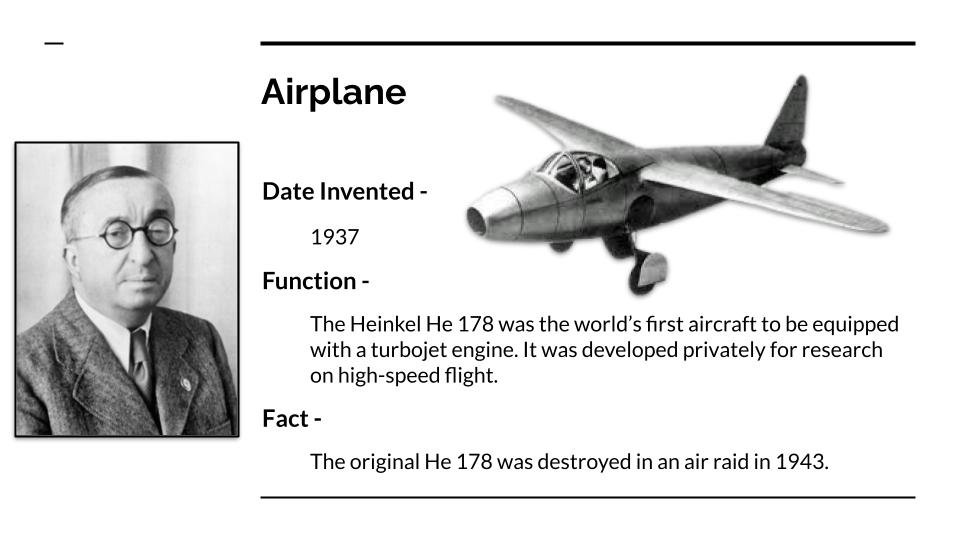 Airplane
Date Invented -
1937
Function -
The Heinkel He 178 was the world’s first aircraft to be equipped
with a turbojet engine. It was developed privately for research
on high-speed flight.
Fact -
The original He 178 was destroyed in an air raid in 1943.